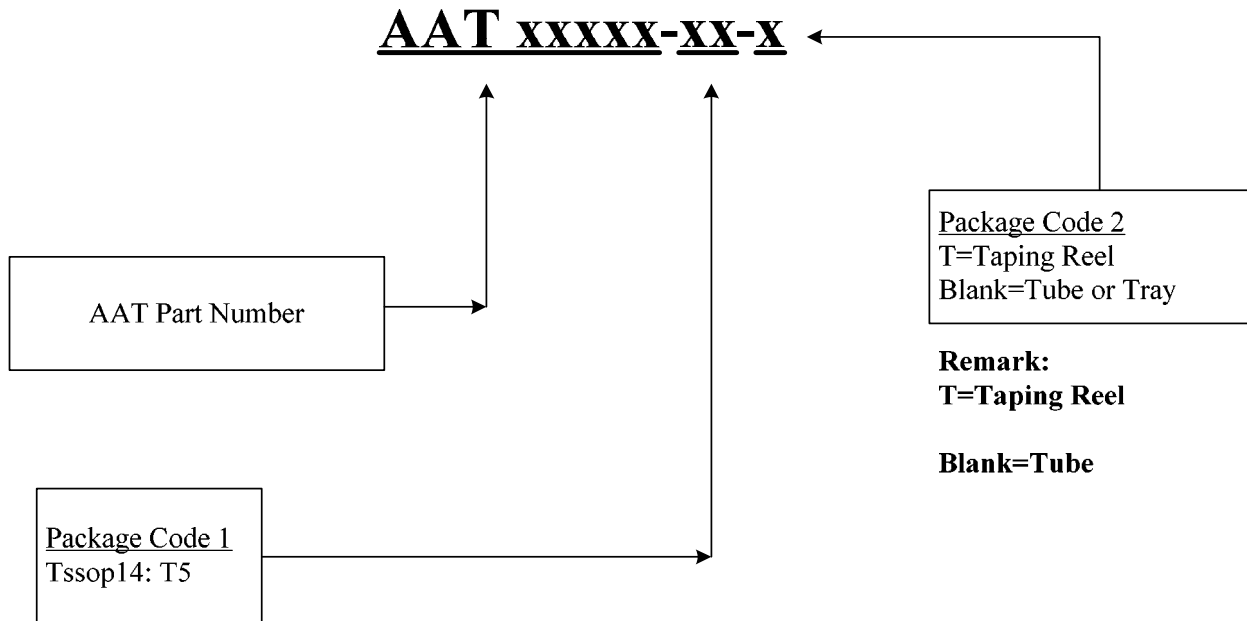 AAT xxxxx-xx-x
Package Code 2
T=Taping Reel
Blank=Tube or Tray
AAT Part Number
Remark:
T=Taping Reel
Blank=Tube
Package Code 1
Tssop14: T5